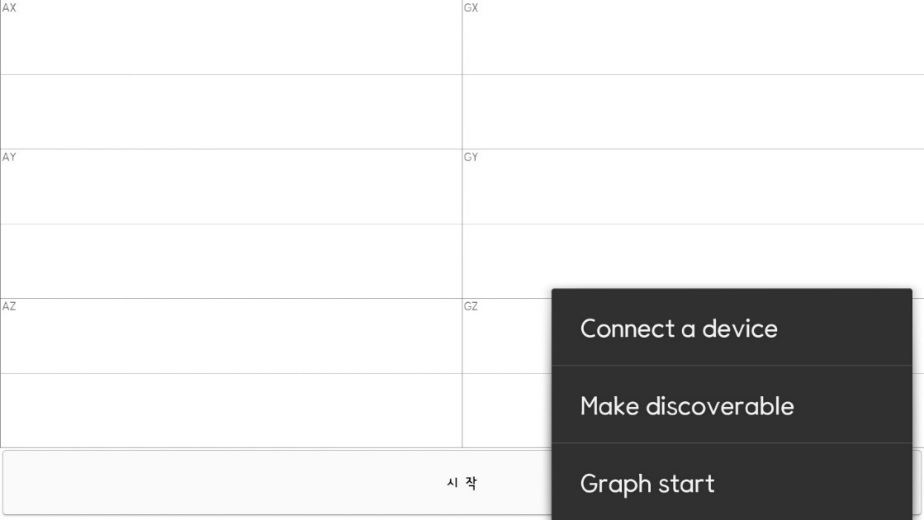 AX
GX
AY
GY
AZ
GZ
Connect a device
Make discoverable
시 작
Graph start